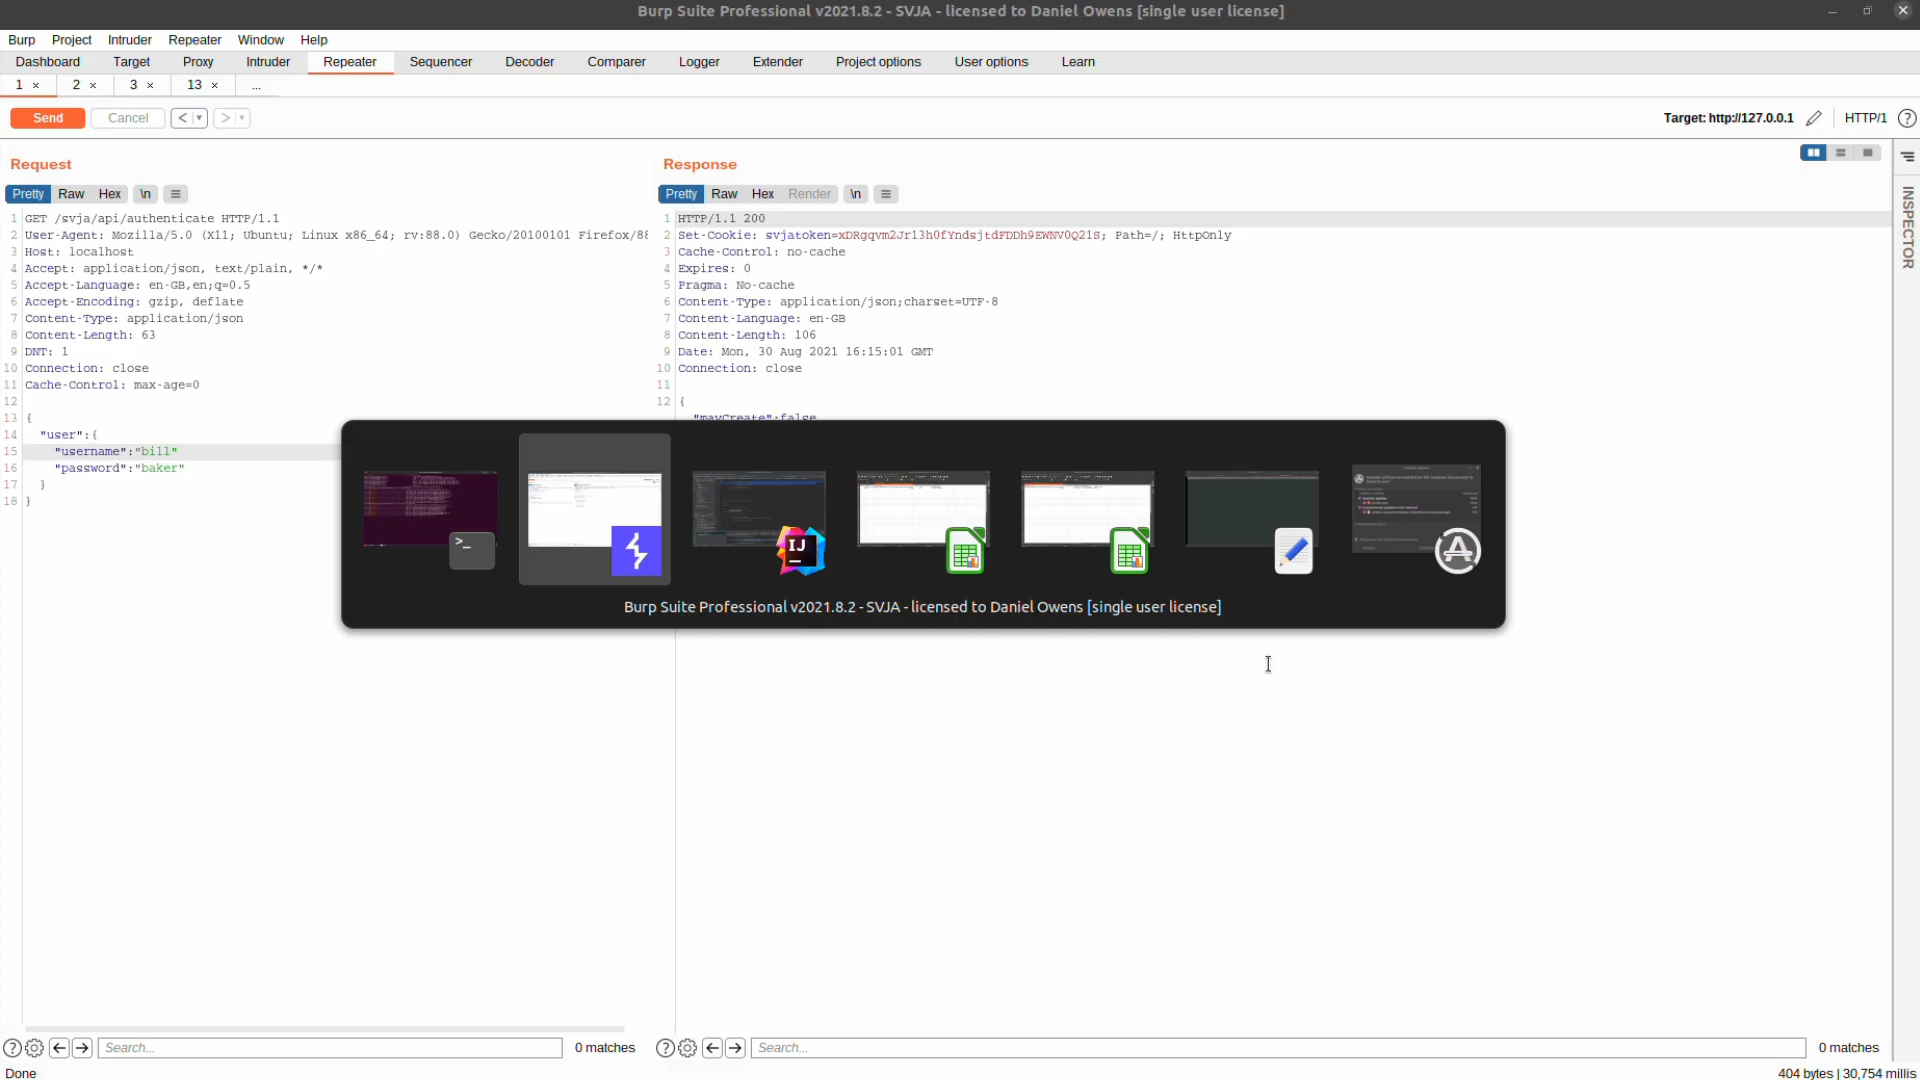 Burp Suite Professional v2021.8.2 - SVJA - licensed to Daniel Owens [single user license]
Burp Project Intruder Repeater Window Help
Dashboard Target Proxy Intruder Repeater Sequencer Decoder Comparer Logger Extender Project options User options Learn
1 × 2 × 3 × 13 × ...
Send Cancel < > Target: http://127.0.0.1 HTTP/1 ?
Request
Pretty Raw Hex \n
1 GET /svja/api/authenticate HTTP/1.1
2 User-Agent: Mozilla/5.0 (X11; Ubuntu; Linux x86_64; rv:88.0) Gecko/20100101 Firefox/88
3 Host: localhost
4 Accept: application/json, text/plain, */*
5 Accept-Language: en-GB,en;q=0.5
6 Accept-Encoding: gzip, deflate
7 Content-Type: application/json
8 Content-Length: 63
9 DNT: 1
10 Connection: close
11 Cache-Control: max-age=0
12
13 {
14 "user":{
15 "username":"bill"
16 "password":"baker"
17 }
18 }
Response
Pretty Raw Hex Render \n
1 HTTP/1.1 200
2 Set-Cookie: svjatoken=xDRgqvm2Jr13h0fYndsjtdFDDh9EWNV0Q21S; Path=/; HttpOnly
3 Cache-Control: no-cache
4 Expires: 0
5 Pragma: No-cache
6 Content-Type: application/json;charset=UTF-8
7 Content-Language: en-GB
8 Content-Length: 106
9 Date: Mon, 30 Aug 2021 16:15:01 GMT
10 Connection: close
11
12 {
"mayCreate":false
INSPECTOR
>_
IJ
Burp Suite Professional v2021.8.2 - SVJA - licensed to Daniel Owens [single user license]
? Search... 0 matches
? Search... 0 matches
Done
404 bytes | 30,754 millis